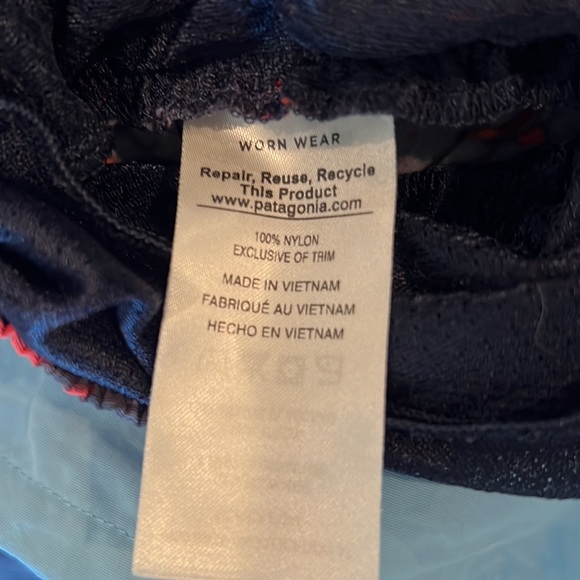 WORN WEAR
Repair, Reuse, Recycle
This Product
www.patagonia.com
100% NYLON
EXCLUSIVE OF TRIM
MADE IN VIETNAM
FABRIQUÉ AU VIETNAM
HECHO EN VIETNAM